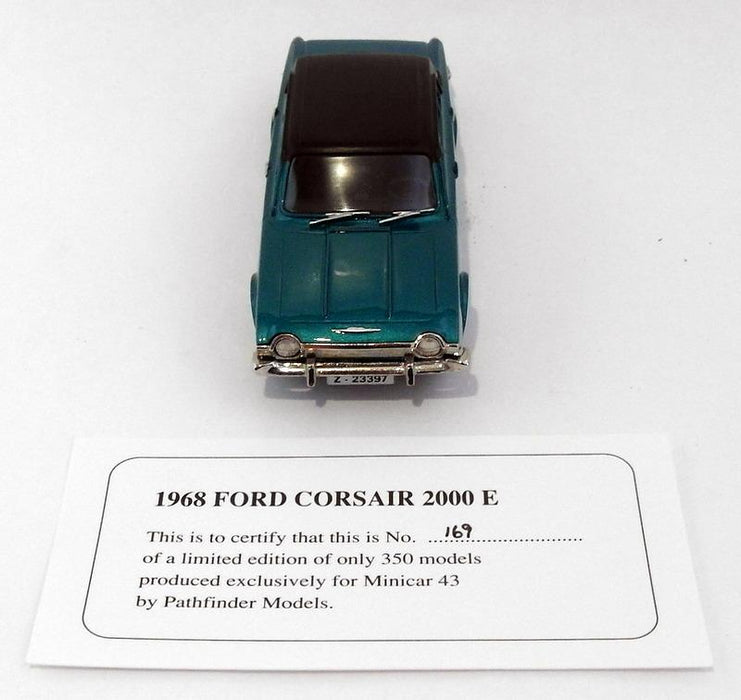 Z - 23397
1968 FORD CORSAIR 2000 E
This is to certify that this is No. ...169..............................
of a limited edition of only 350 models
produced exclusively for Minicar 43
by Pathfinder Models.